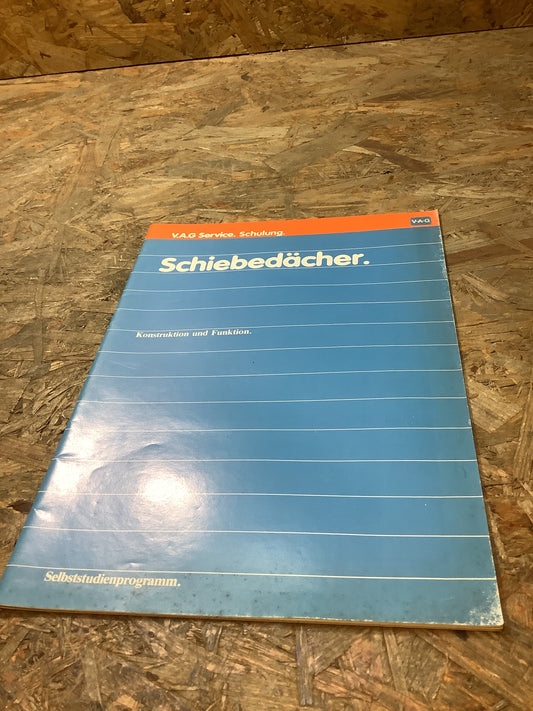 V.A.G Service. Schulung.
V·A·G
Schiebedächer.
Konstruktion und Funktion.
Selbststudienprogramm.